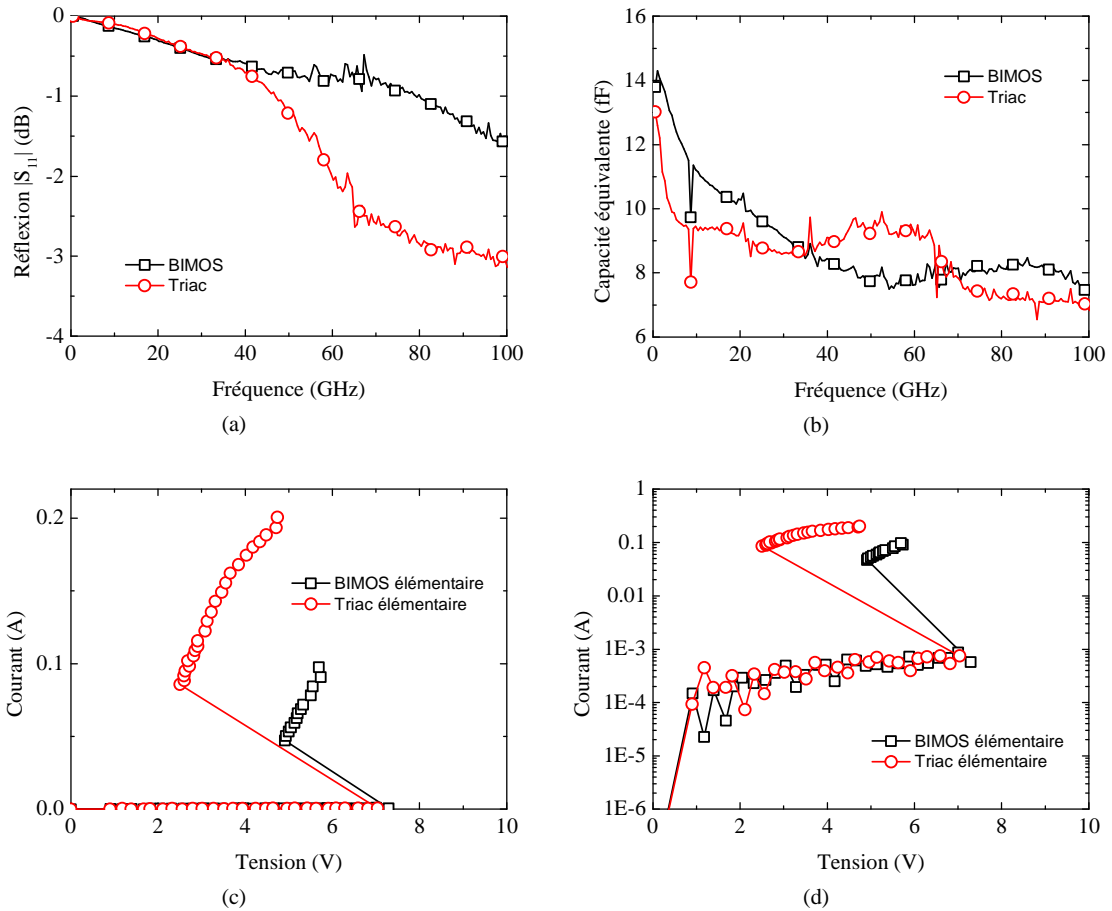 0
-1
-2
-3
-4
Réflexion |S11| (dB)
BIMOS
Triac
0 20 40 60 80 100
Fréquence (GHz)
(a)
16
14
12
10
8
6
Capacité équivalente (fF)
BIMOS
Triac
0 20 40 60 80 100
Fréquence (GHz)
(b)
0.2
0.1
0.0
Courant (A)
BIMOS élémentaire
Triac élémentaire
0 2 4 6 8 10
Tension (V)
(c)
1
0.1
0.01
1E-3
1E-4
1E-5
1E-6
Courant (A)
BIMOS élémentaire
Triac élémentaire
0 2 4 6 8 10
Tension (V)
(d)